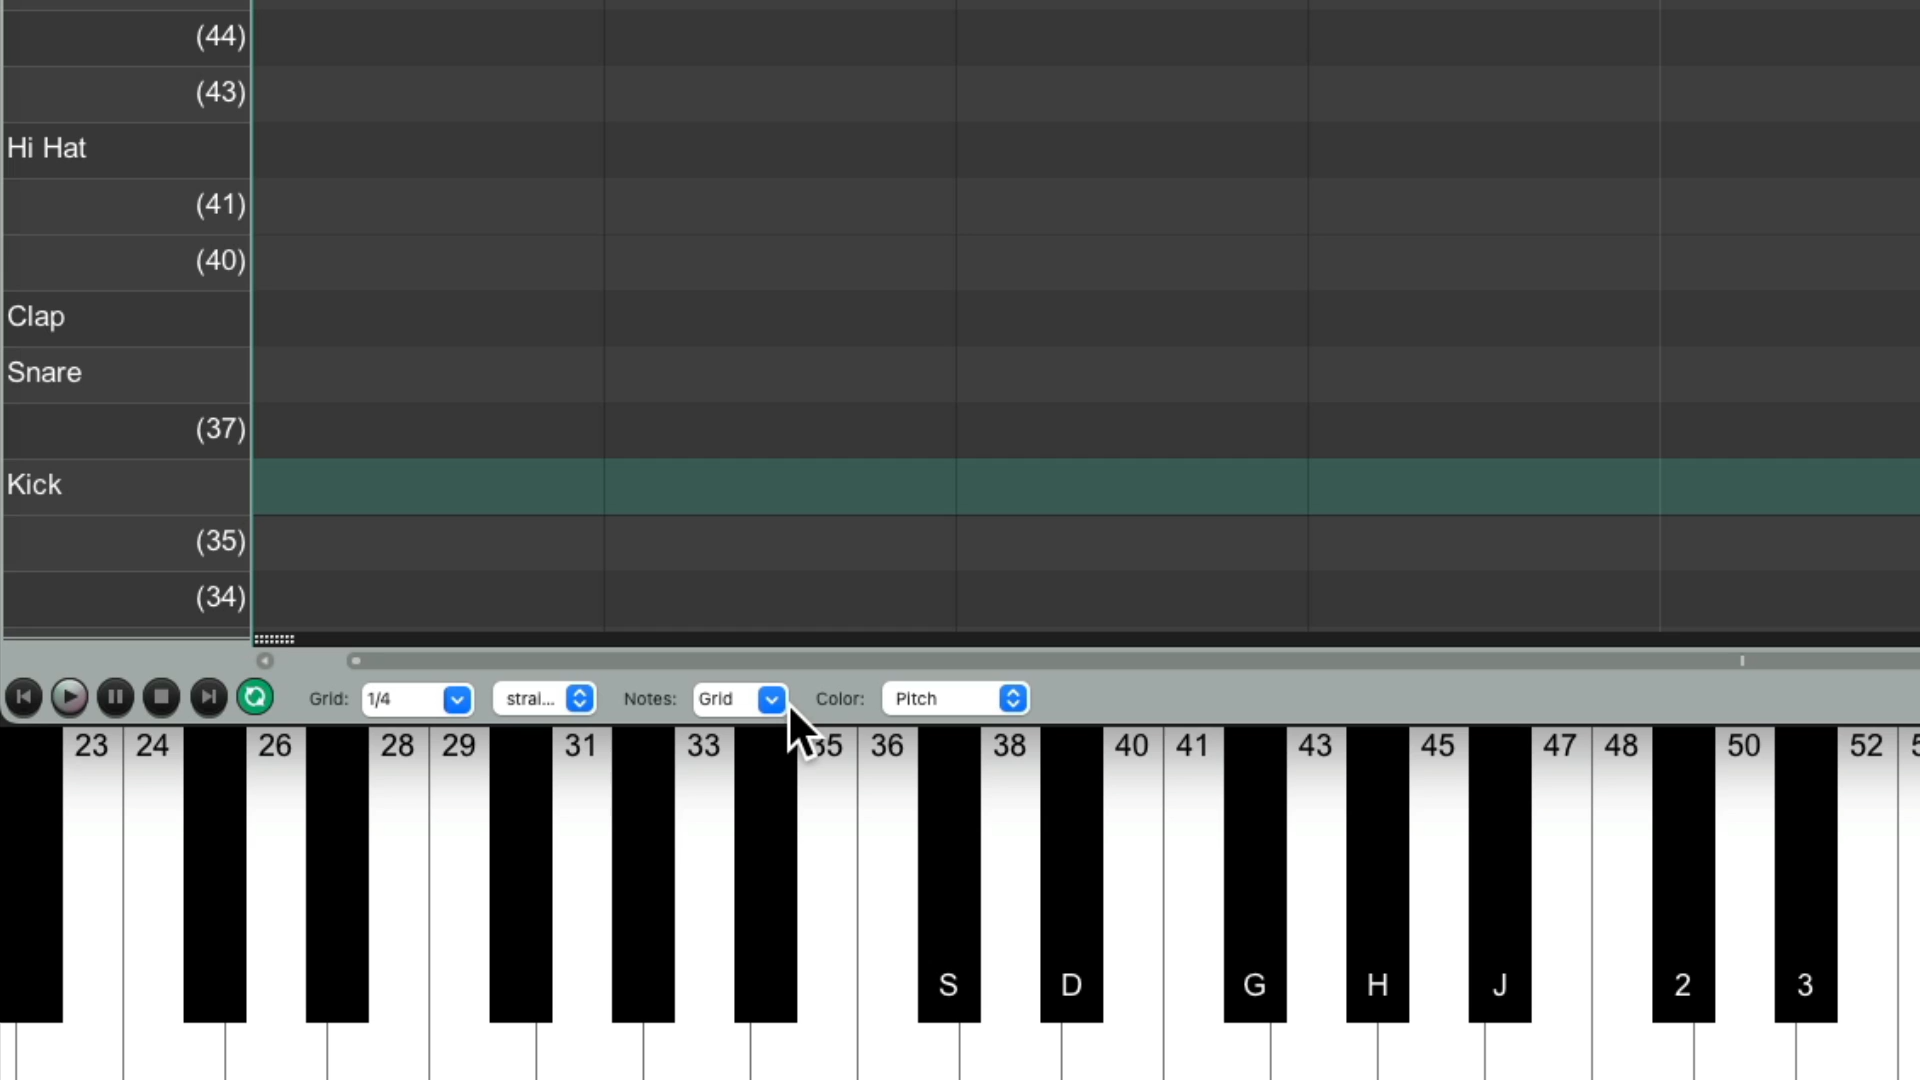 (44)
(43)
Hi Hat
(41)
(40)
Clap
Snare
(37)
Kick
(35)
(34)
Grid: 1/4 strai... Notes: Grid Color: Pitch
23 24 26 28 29 31 33 35 36 38 40 41 43 45 47 48 50 52
S D G H J 2 3